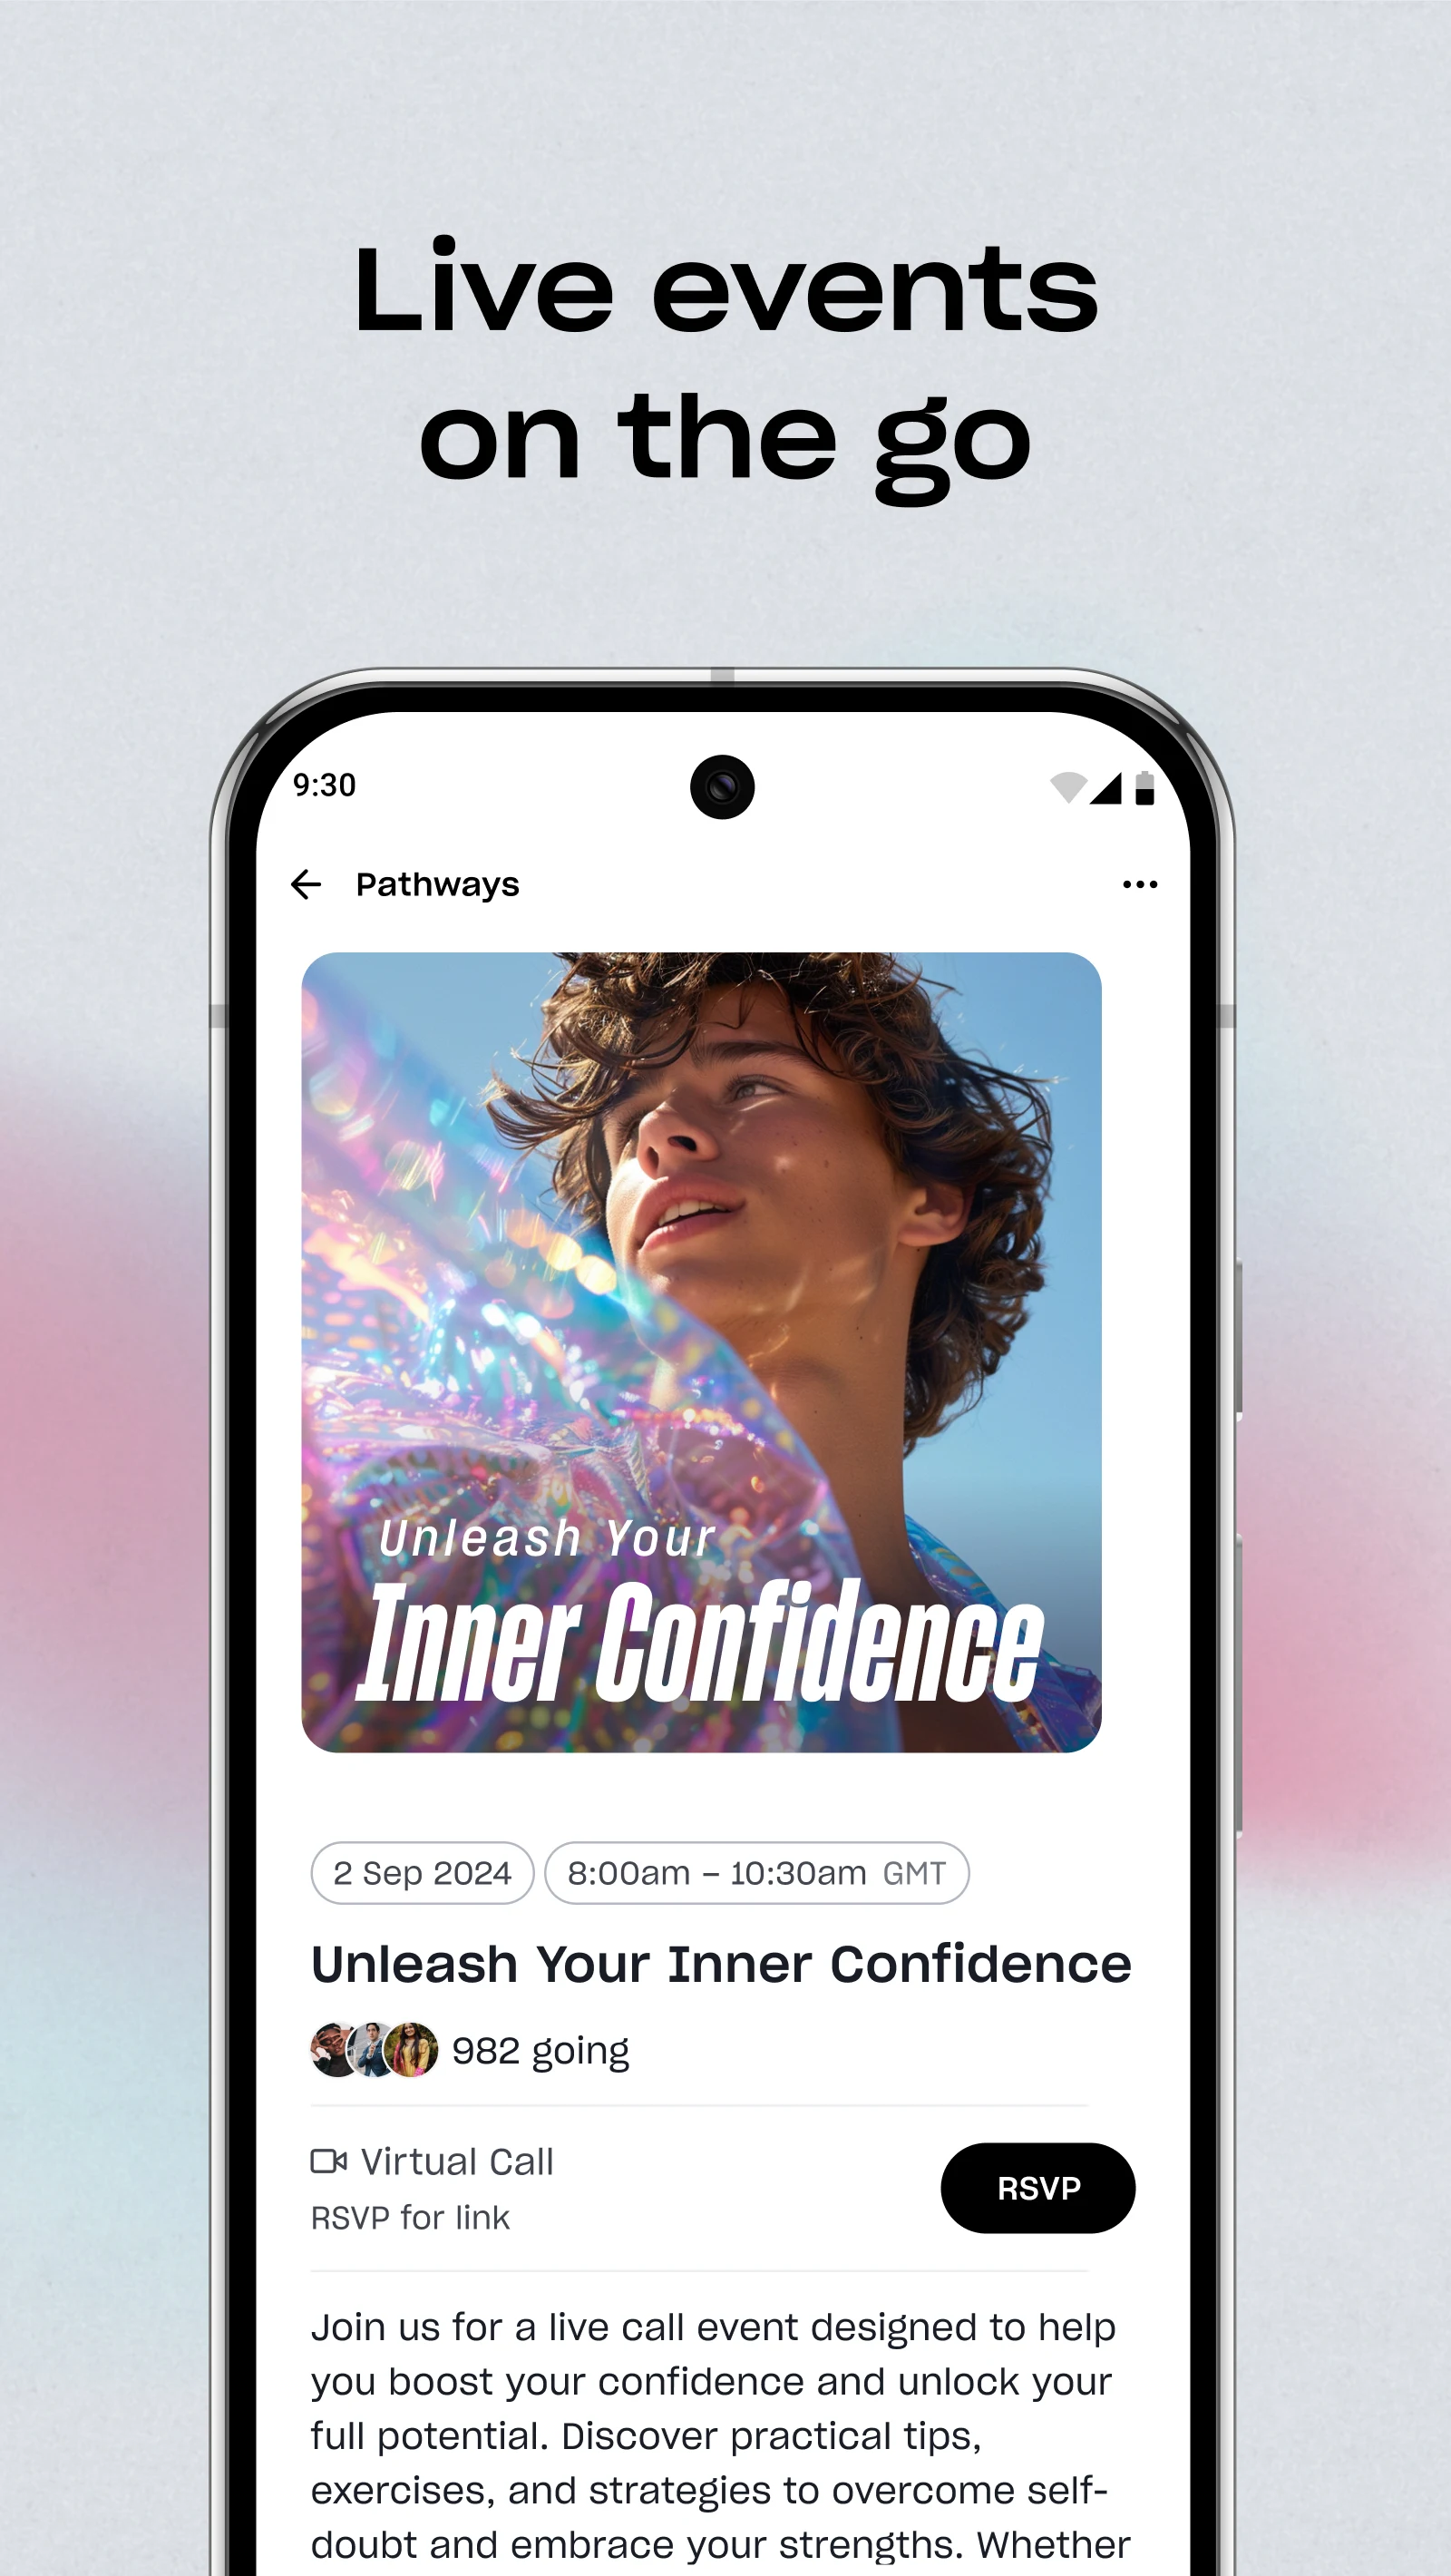 Live events
on the go
9:30
Pathways
Unleash Your
Inner Confidence
2 Sep 2024 8:00am – 10:30am GMT
Unleash Your Inner Confidence
982 going
Virtual Call
RSVP for link
RSVP
Join us for a live call event designed to help
you boost your confidence and unlock your
full potential. Discover practical tips,
exercises, and strategies to overcome self-
doubt and embrace your strengths. Whether